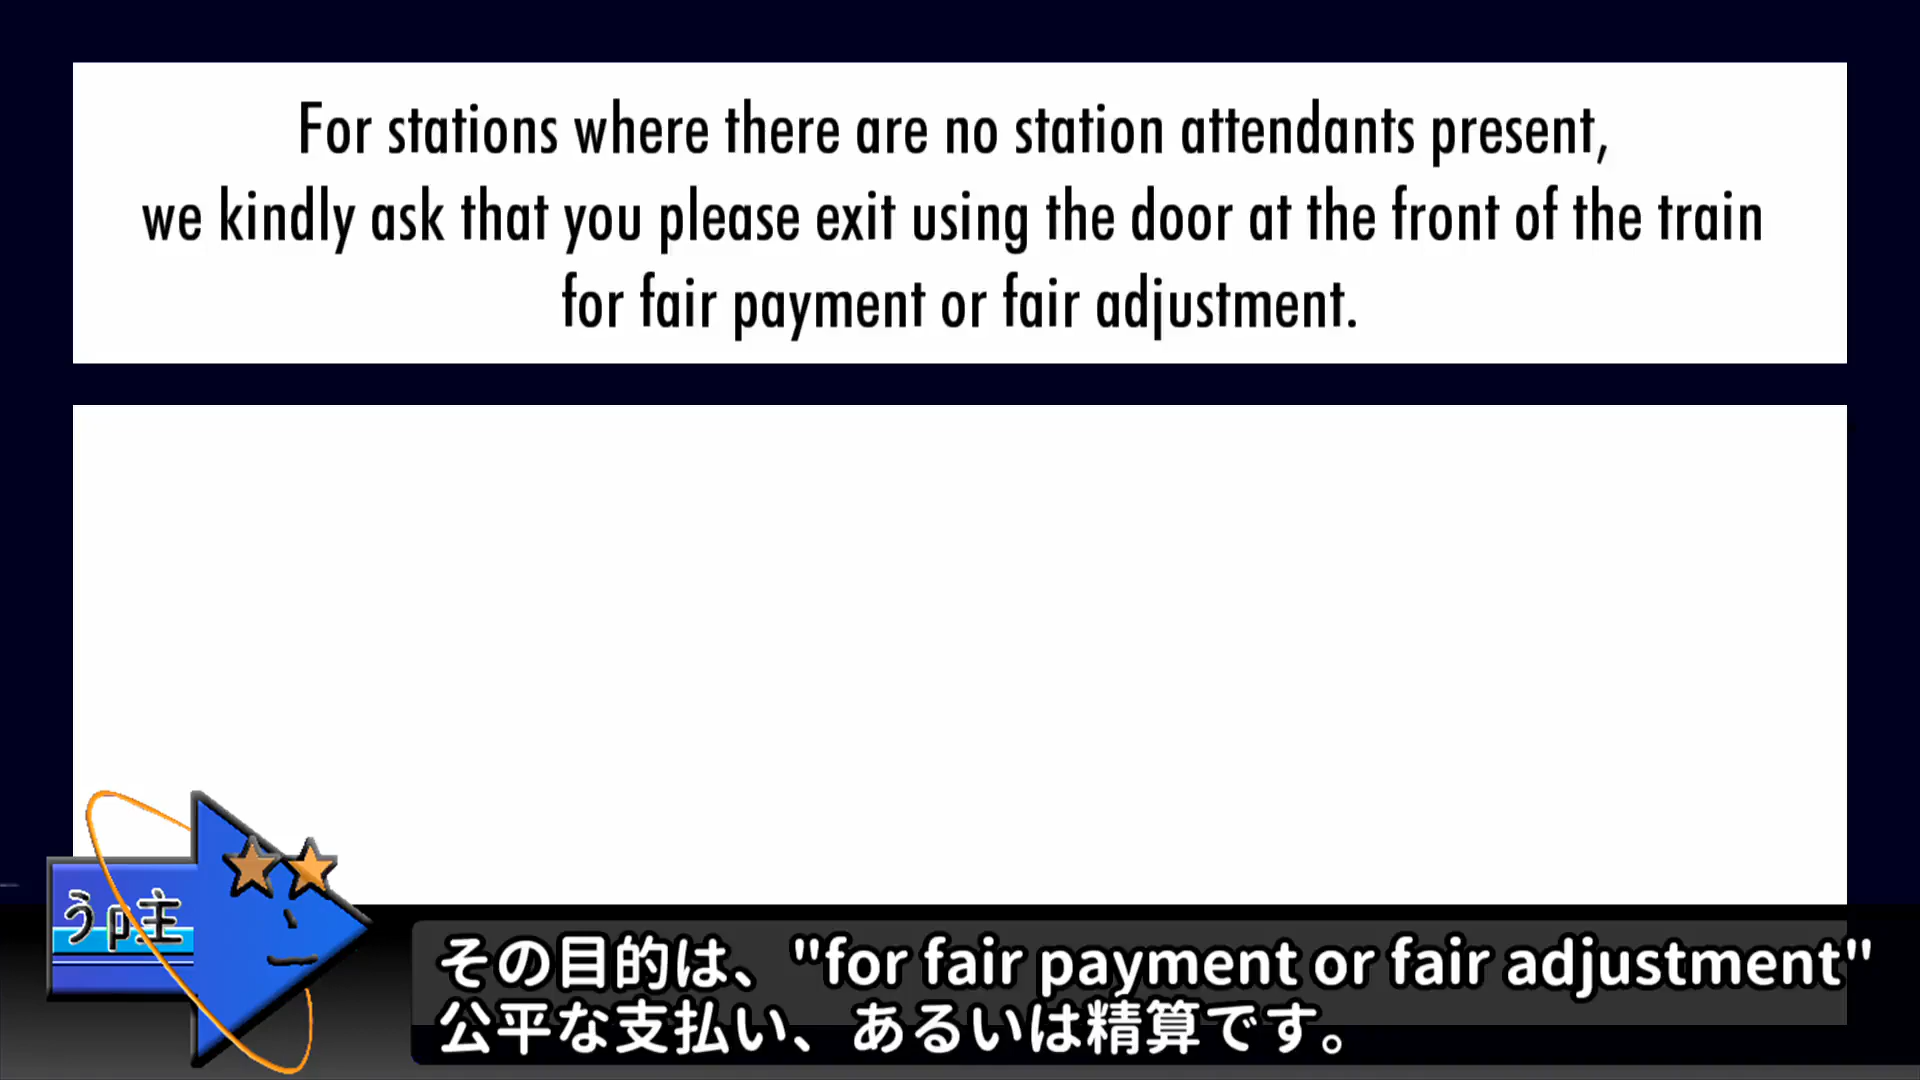 For stations where there are no station attendants present,
we kindly ask that you please exit using the door at the front of the train
for fair payment or fair adjustment.
うp主
その目的は、"for fair payment or fair adjustment"
公平な支払い、あるいは精算です。